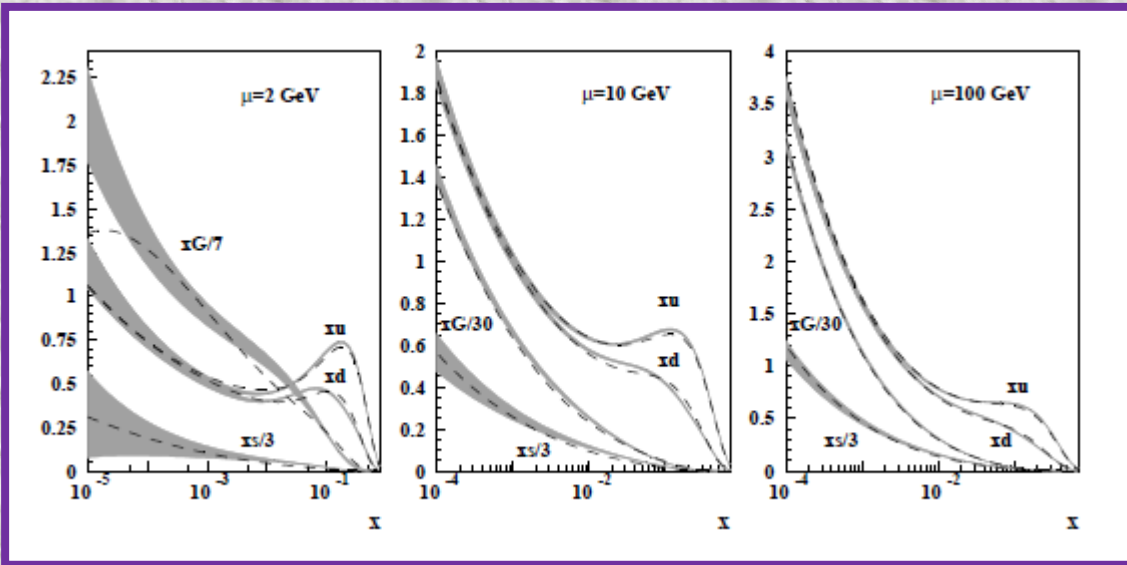 μ=2 GeV
2.25
2
1.75
1.5
1.25
1
0.75
0.5
0.25
0
xG/7
xu
xd
xs/3
10 -5
10 -3
10 -1
x
μ=10 GeV
2
1.8
1.6
1.4
1.2
1.0
0.8
0.6
0.4
0.2
0
xu
xG/30
xd
xs/3
10 -4
10 -2
x
μ=100 GeV
4
3.5
3
2.5
2
1.5
1
0.5
0
xG/30
xu
xs/3
xd
10 -4
10 -2
x